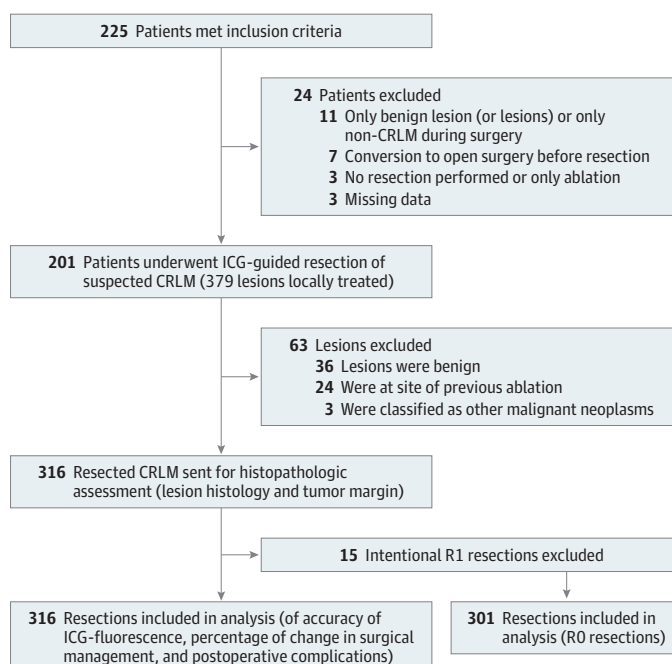 225 Patients met inclusion criteria
24 Patients excluded
11 Only benign lesion (or lesions) or only
non-CRLM during surgery
7 Conversion to open surgery before resection
3 No resection performed or only ablation
3 Missing data
201 Patients underwent ICG-guided resection of
suspected CRLM (379 lesions locally treated)
63 Lesions excluded
36 Lesions were benign
24 Were at site of previous ablation
3 Were classified as other malignant neoplasms
316 Resected CRLM sent for histopathologic
assessment (lesion histology and tumor margin)
15 Intentional R1 resections excluded
316 Resections included in analysis (of accuracy of
ICG-fluorescence, percentage of change in surgical
management, and postoperative complications)
301 Resections included in
analysis (R0 resections)